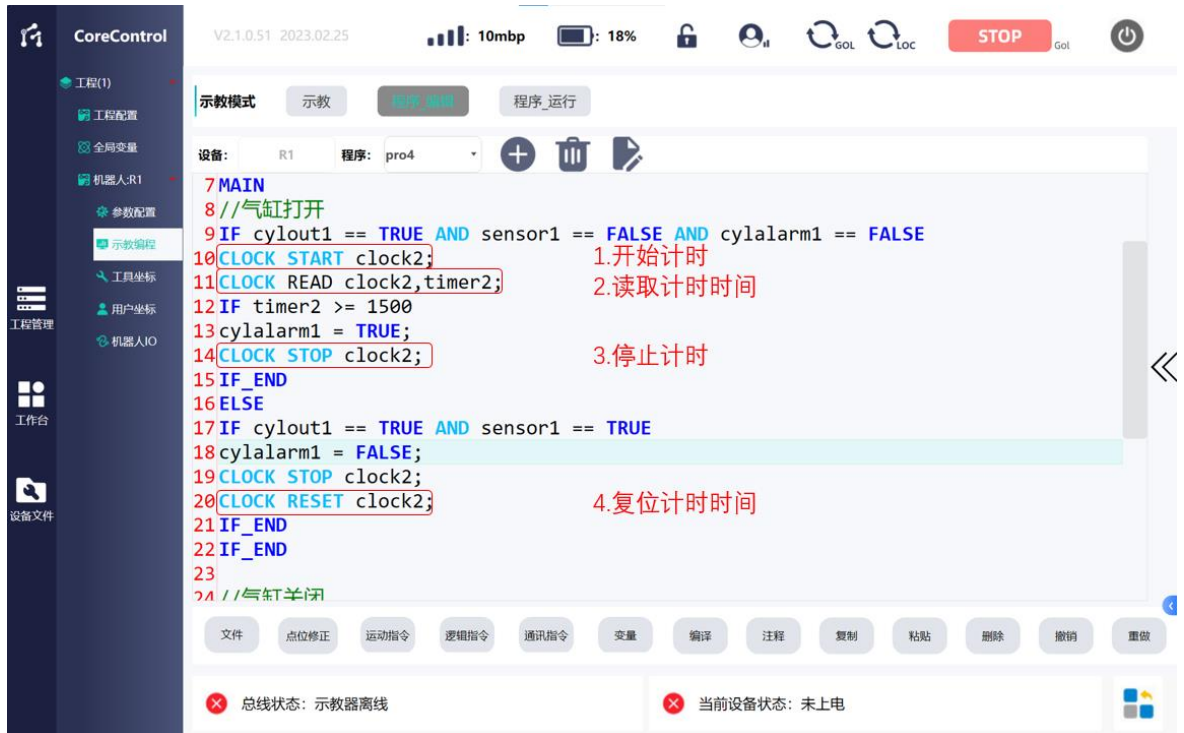 CoreControl
V2.1.0.51 2023.02.25
: 10mbp
: 18%
GOL
LOC
STOP
Gol
工程(1)
工程配置
全局变量
机器人:R1
参数配置
示教编程
工具坐标
用户坐标
机器人IO
工程管理
工作台
设备文件
示教模式
示教
程序_编辑
程序_运行
设备: R1 程序: pro4
7 MAIN
8 //气缸打开
9 IF cylout1 == TRUE AND sensor1 == FALSE AND cylalarm1 == FALSE
10 CLOCK START clock2; 1.开始计时
11 CLOCK READ clock2,timer2; 2.读取计时时间
12 IF timer2 >= 1500
13 cylalarm1 = TRUE;
14 CLOCK STOP clock2; 3.停止计时
15 IF_END
16 ELSE
17 IF cylout1 == TRUE AND sensor1 == TRUE
18 cylalarm1 = FALSE;
19 CLOCK STOP clock2;
20 CLOCK RESET clock2; 4.复位计时时间
21 IF_END
22 IF_END
23
24 //气缸关闭
文件 点位修正 运动指令 逻辑指令 通讯指令 变量 编译 注释 复制 粘贴 删除 撤销 重做
总线状态: 示教器离线
当前设备状态: 未上电